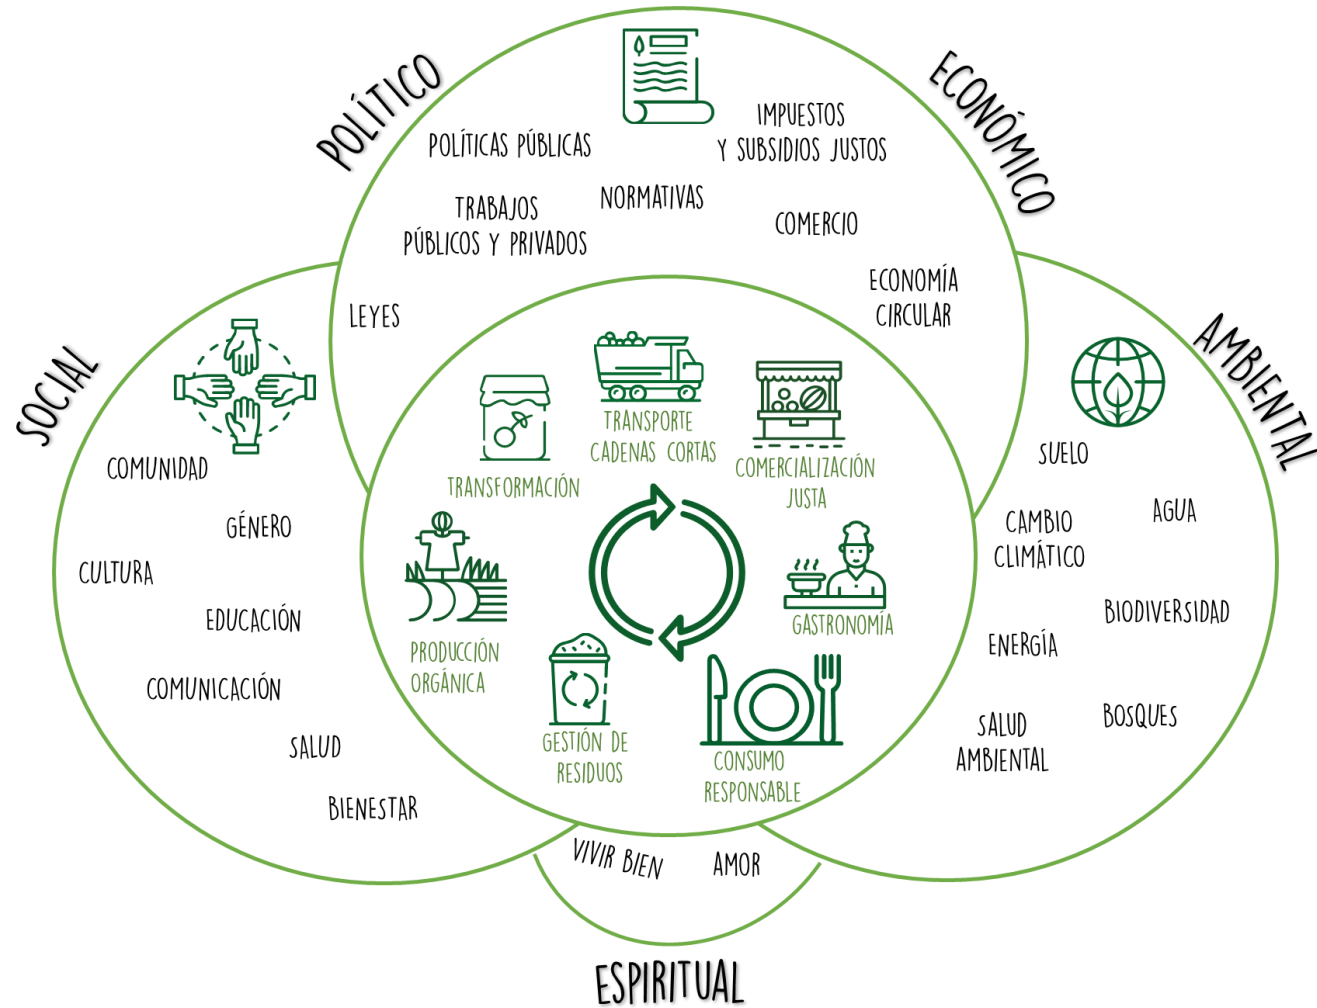 POLÍTICO
ECONÓMICO
IMPUESTOS
Y SUBSIDIOS JUSTOS
POLÍTICAS PÚBLICAS
NORMATIVAS
TRABAJOS
PÚBLICOS Y PRIVADOS
COMERCIO
ECONOMÍA
CIRCULAR
LEYES
SOCIAL
COMUNIDAD
GÉNERO
CULTURA
EDUCACIÓN
COMUNICACIÓN
SALUD
BIENESTAR
TRANSPORTE
CADENAS CORTAS
COMERCIALIZACIÓN
JUSTA
TRANSFORMACIÓN
GASTRONOMÍA
PRODUCCIÓN
ORGÁNICA
GESTIÓN DE
RESIDUOS
CONSUMO
RESPONSABLE
AMBIENTAL
SUELO
AGUA
CAMBIO
CLIMÁTICO
BIODIVERSIDAD
ENERGÍA
BOSQUES
SALUD
AMBIENTAL
VIVIR BIEN
AMOR
ESPIRITUAL